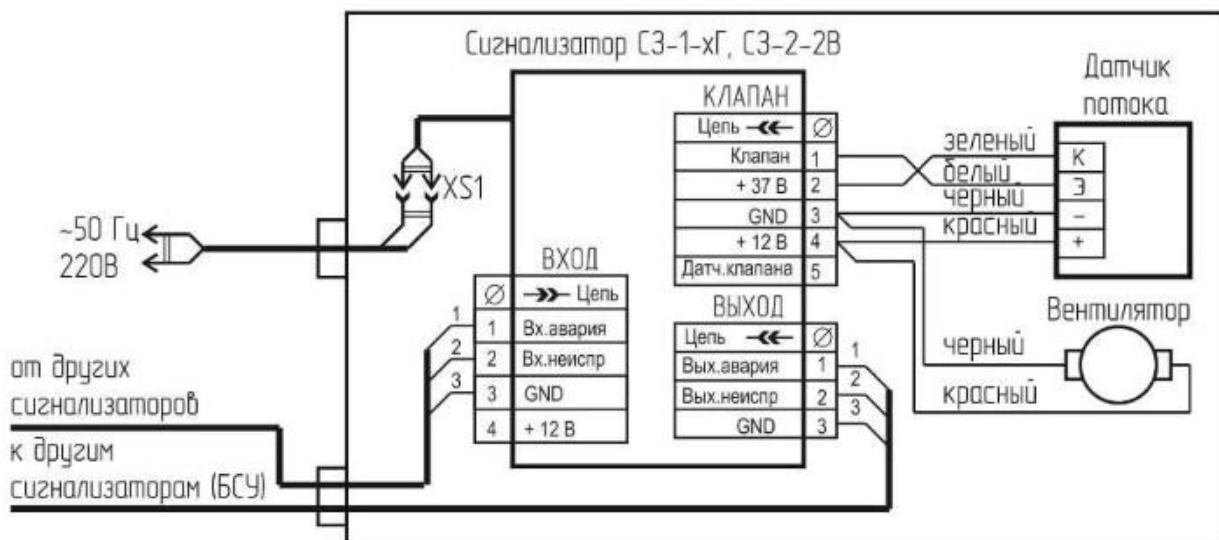 Сигнализатор СЗ-1-хГ, СЗ-2-2В
Датчик
потока
КЛАПАН
Цепь
∅
Клапан
1
+ 37 В
2
GND
3
+ 12 В
4
Датч.клапана
5
зеленый
белый
черный
красный
К
Э
–
+
XS1
~50 Гц
220В
ВХОД
∅
Цепь
1
1
Вх.авария
2
2
Вх.неиспр
3
3
GND
4
+ 12 В
ВЫХОД
Цепь
∅
Вых.авария
1
1
Вых.неиспр
2
2
GND
3
3
Вентилятор
черный
красный
от других
сигнализаторов
к другим
сигнализаторам (БСУ)